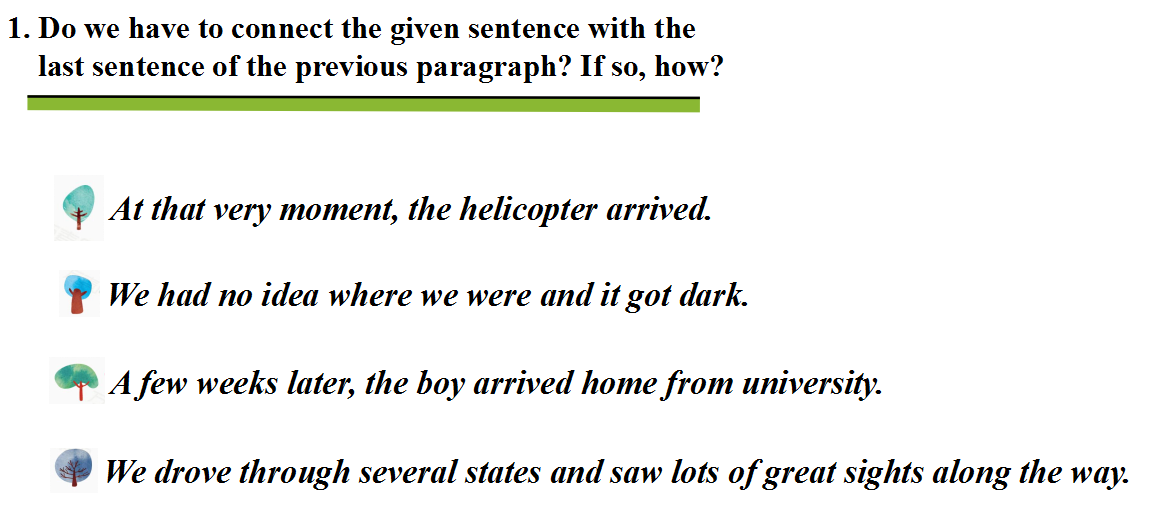 1. Do we have to connect the given sentence with the
last sentence of the previous paragraph? If so, how?
At that very moment, the helicopter arrived.
We had no idea where we were and it got dark.
A few weeks later, the boy arrived home from university.
We drove through several states and saw lots of great sights along the way.